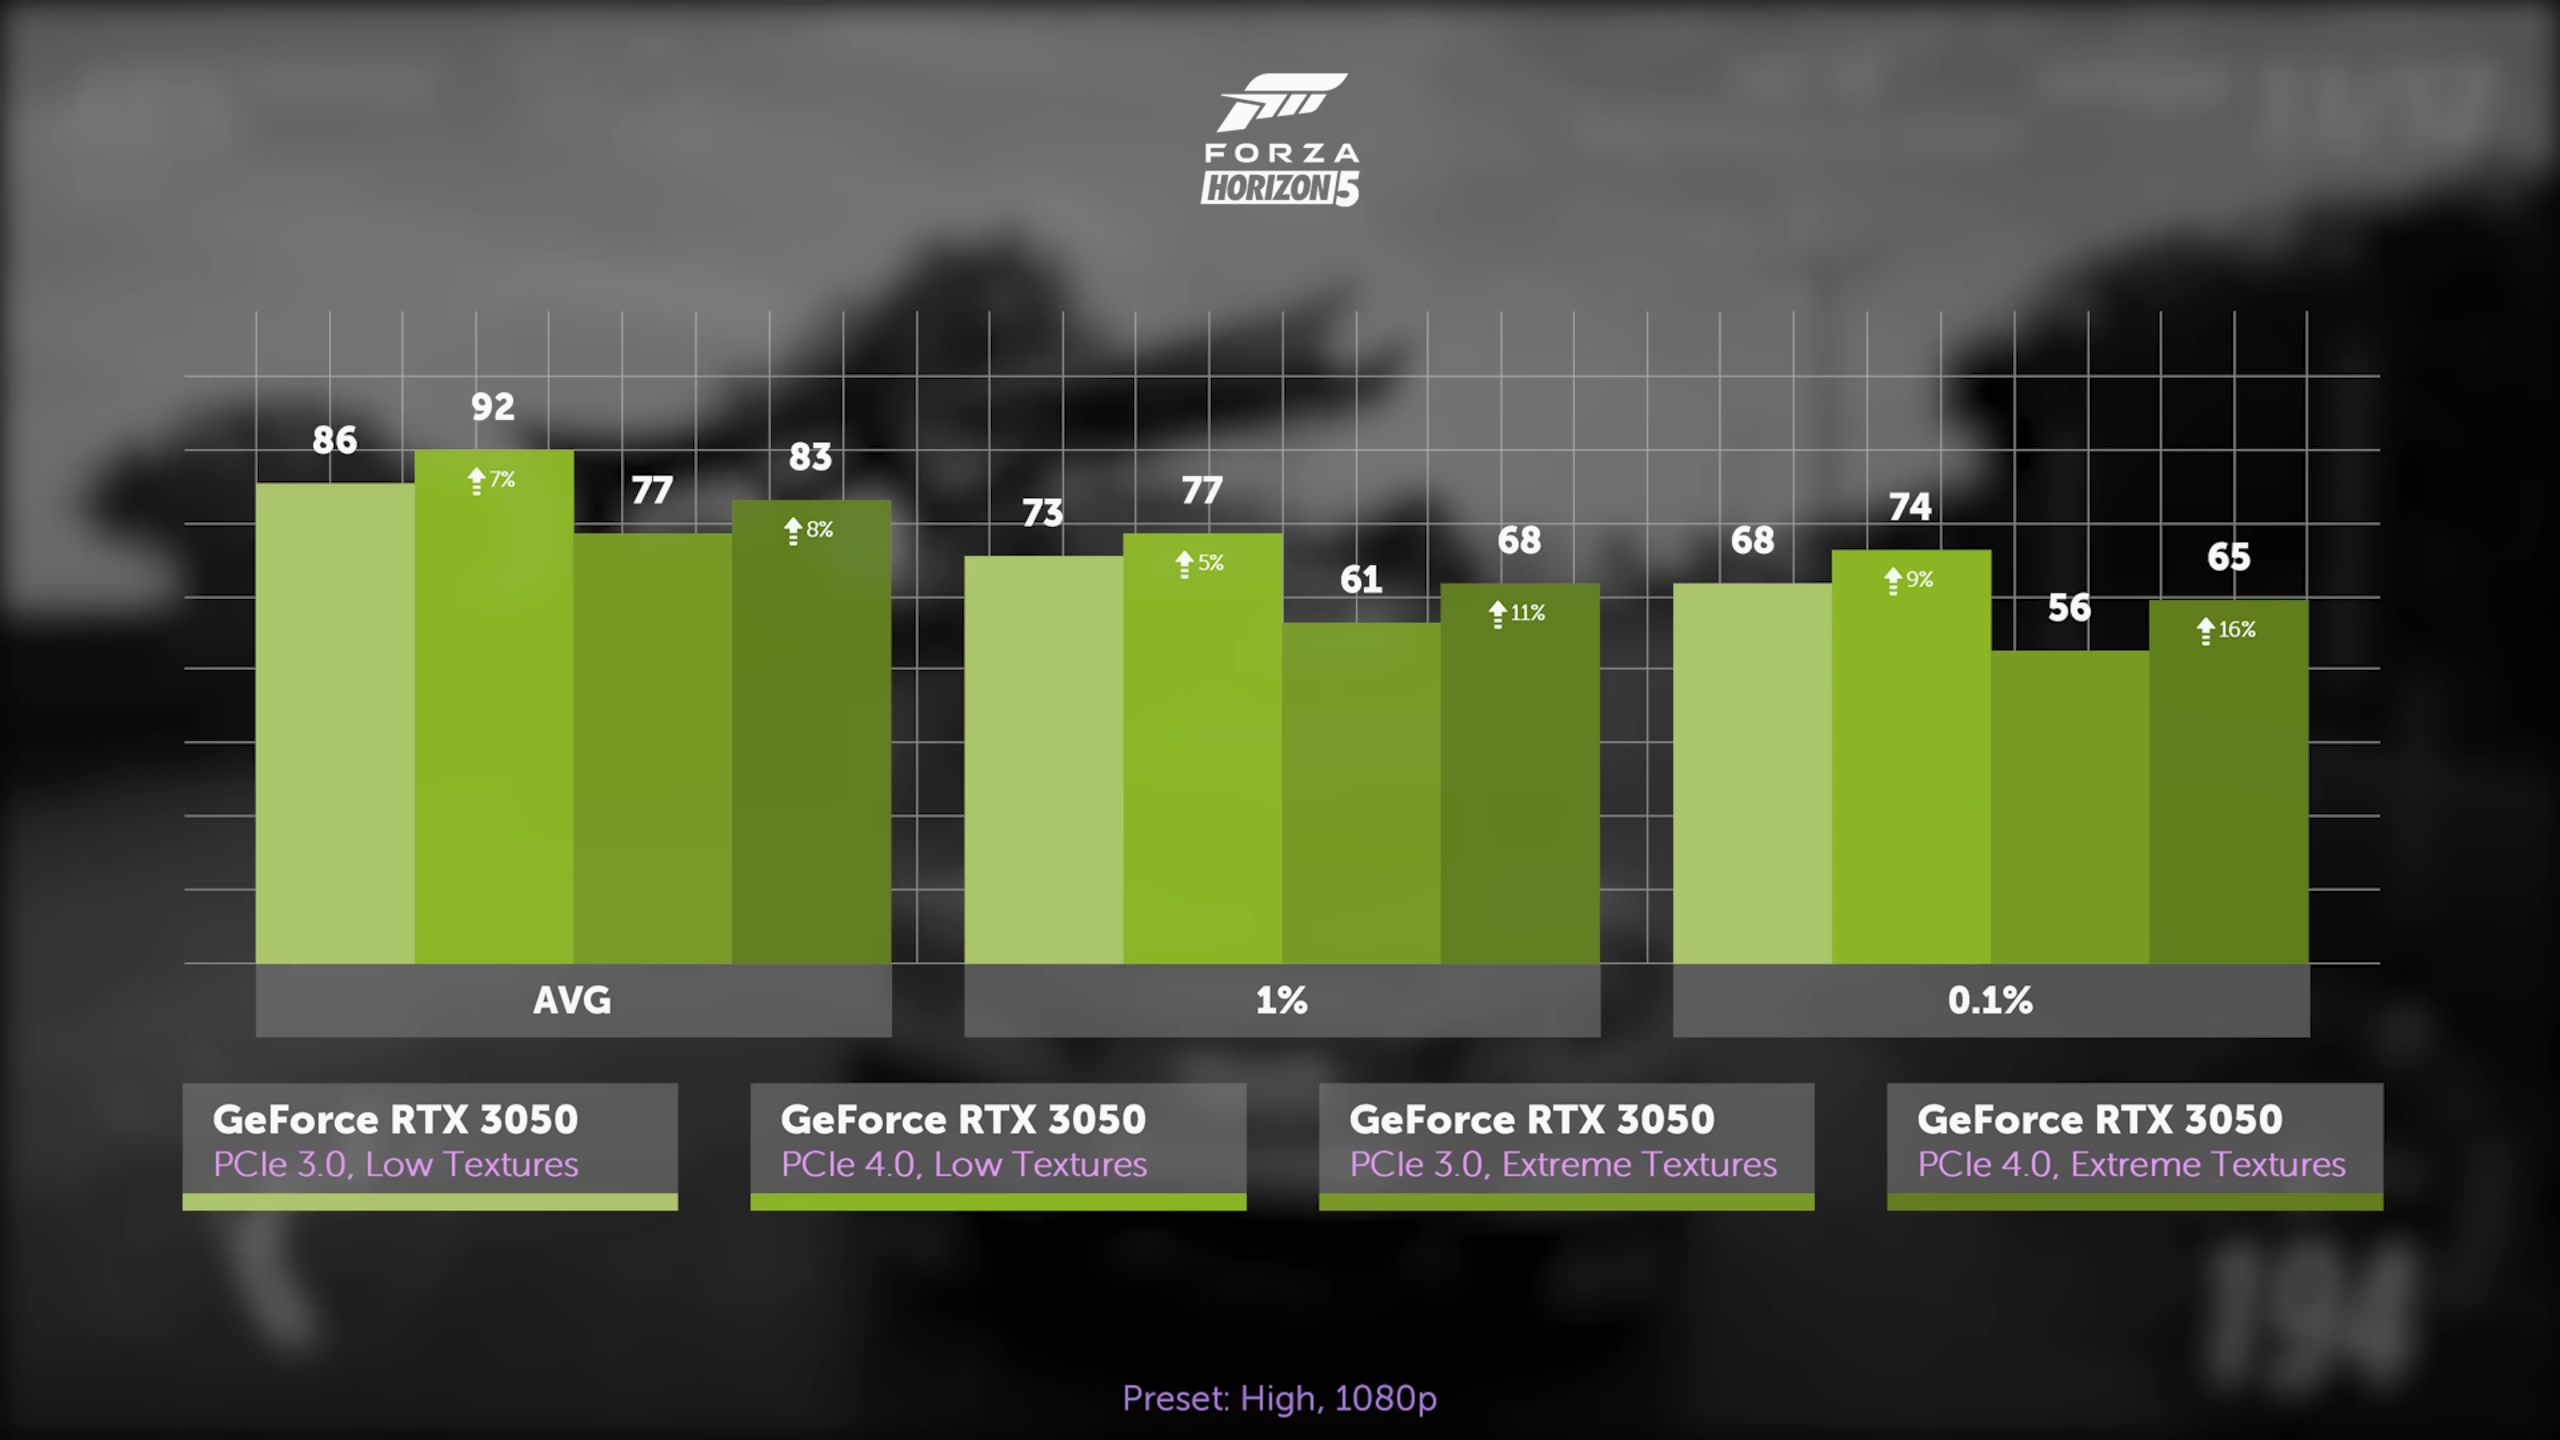 FORZA
HORIZON 5
86
92
7%
77
83
8%
73
77
5%
61
68
11%
68
74
9%
56
65
16%
AVG
1%
0.1%
GeForce RTX 3050
PCIe 3.0, Low Textures
GeForce RTX 3050
PCIe 4.0, Low Textures
GeForce RTX 3050
PCIe 3.0, Extreme Textures
GeForce RTX 3050
PCIe 4.0, Extreme Textures
194
Preset: High, 1080p